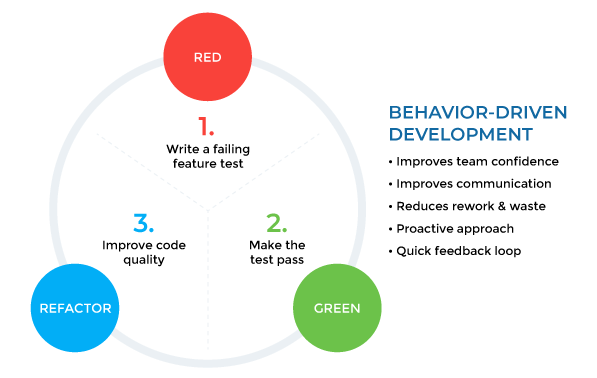 RED
1.
Write a failing
feature test
3.
Improve code
quality
2.
Make the
test pass
REFACTOR
GREEN
BEHAVIOR-DRIVEN
DEVELOPMENT
• Improves team confidence
• Improves communication
• Reduces rework & waste
• Proactive approach
• Quick feedback loop